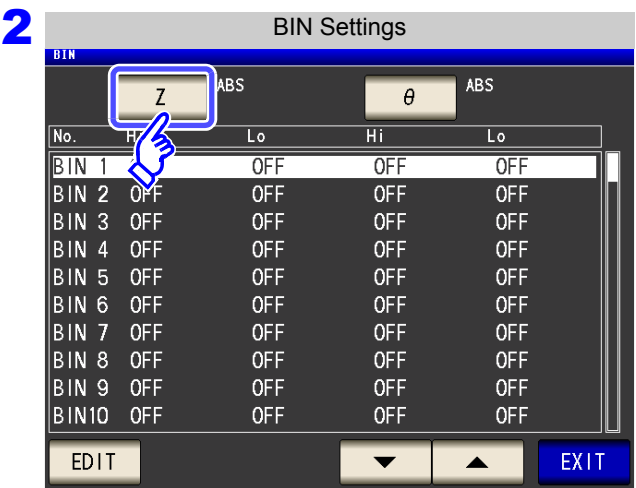 2
BIN Settings
BIN
Z ABS θ ABS
No. Hi Lo Hi Lo
BIN 1 OFF OFF OFF
BIN 2 OFF OFF OFF OFF
BIN 3 OFF OFF OFF OFF
BIN 4 OFF OFF OFF OFF
BIN 5 OFF OFF OFF OFF
BIN 6 OFF OFF OFF OFF
BIN 7 OFF OFF OFF OFF
BIN 8 OFF OFF OFF OFF
BIN 9 OFF OFF OFF OFF
BIN10 OFF OFF OFF OFF
EDIT ▼ ▲ EXIT